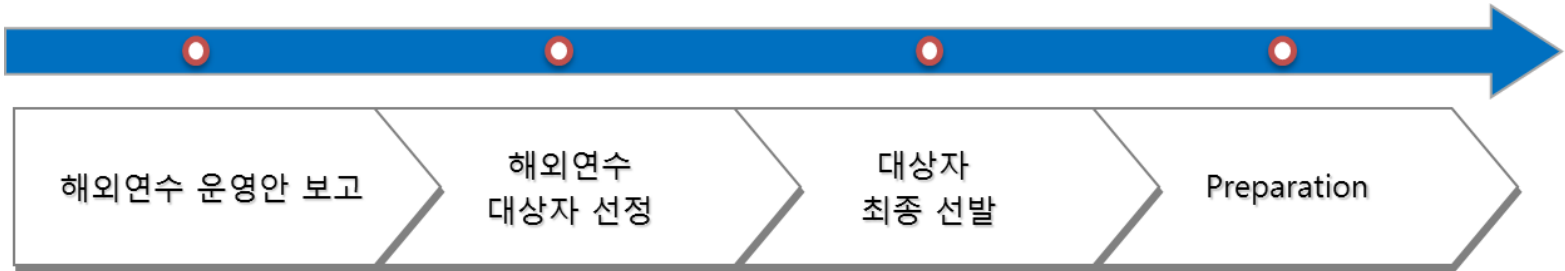 해외연수 운영안 보고
해외연수
대상자 선정
대상자
최종 선발
Preparation